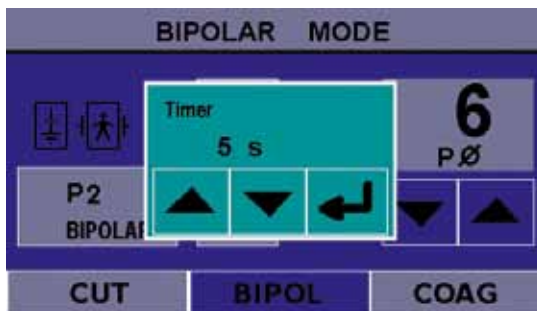 BIPOLAR MODE
Timer
5 s
6
PØ
P2
BIPOLAR
CUT
BIPOL
COAG